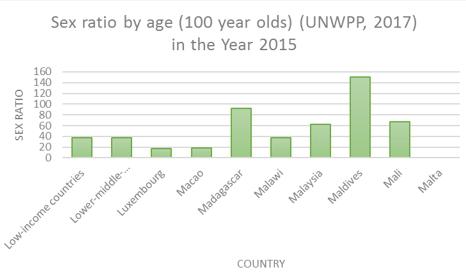 Sex ratio by age (100 year olds) (UNWPP, 2017)
in the Year 2015
SEX RATIO
160
140
120
100
80
60
40
20
0
Low-income countries
Lower-middle-...
Luxembourg
Macao
Madagascar
Malawi
Malaysia
Maldives
Mali
Malta
COUNTRY